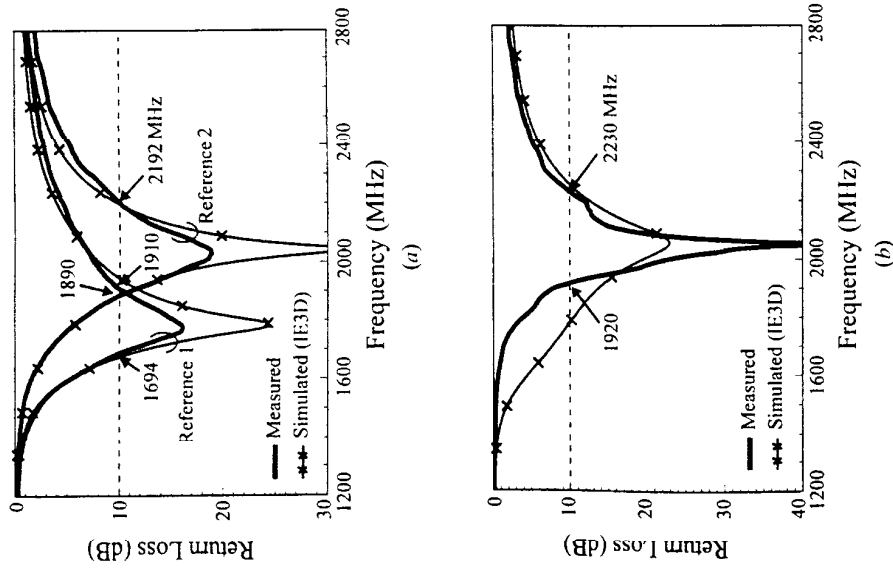 0
10
20
30
Return Loss (dB)
1890
1910
2192 MHz
1694
Reference 1
Reference 2
Measured
Simulated (IE3D)
1200
1600
2000
2400
2800
Frequency (MHz)
(a)
0
10
20
30
40
Return Loss (dB)
1920
2230 MHz
Measured
Simulated (IE3D)
1200
1600
2000
2400
2800
Frequency (MHz)
(b)